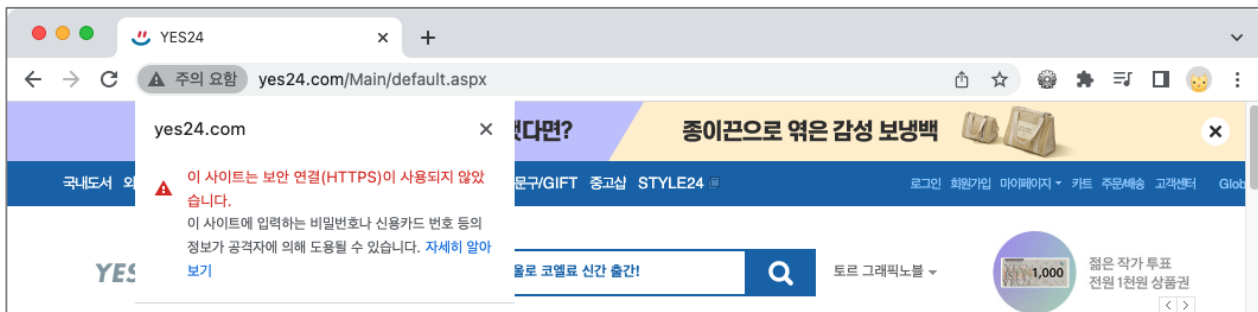 YES24
주의 요함 yes24.com/Main/default.aspx
yes24.com
다면?
종이끈으로 엮은 감성 보냉백
이 사이트는 보안 연결(HTTPS)이 사용되지 않았
습니다.
이 사이트에 입력하는 비밀번호나 신용카드 번호 등의
정보가 공격자에 의해 도용될 수 있습니다. 자세히 알아
보기
국내도서 문구/GIFT 중고샵 STYLE24
로그인 회원가입 마이페이지 카트 주문/배송 고객센터 Glob
YES
올로 코엘료 신간 출간!
토르 그래픽노블
1,000
젊은 작가 투표
전원 1천원 상품권